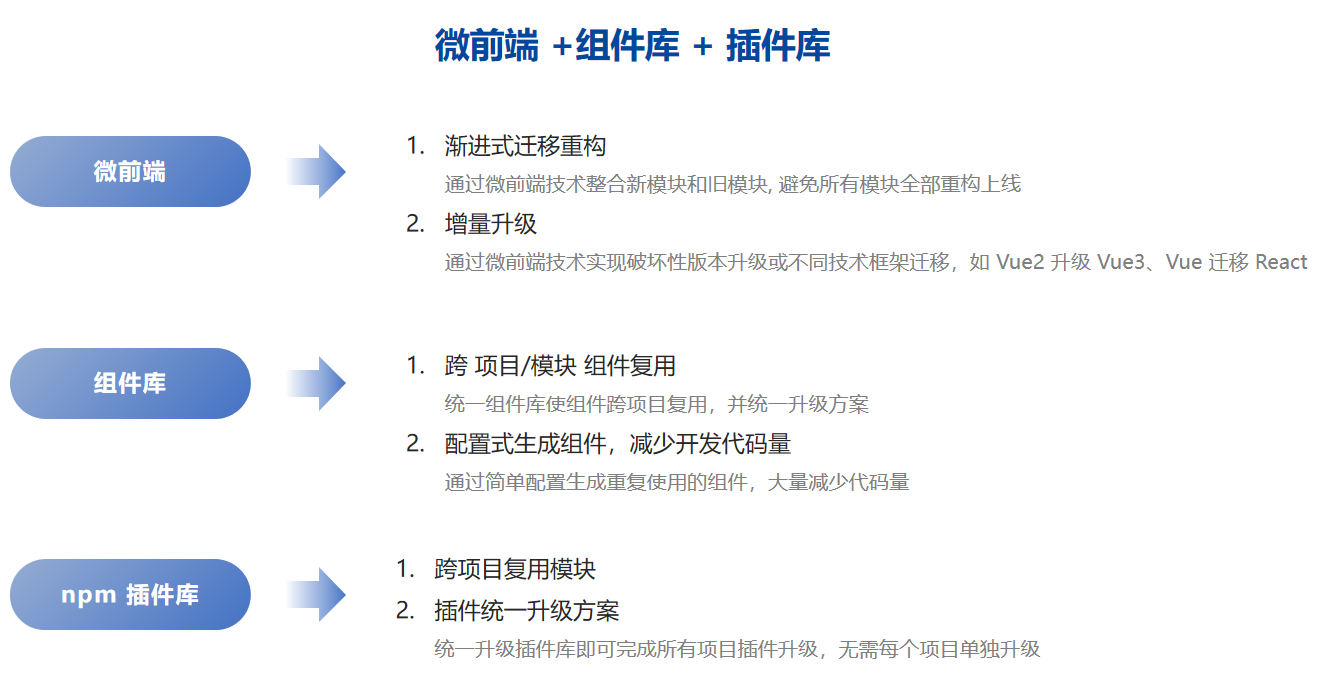 微前端 +组件库 + 插件库
微前端
1. 渐进式迁移重构
通过微前端技术整合新模块和旧模块, 避免所有模块全部重构上线
2. 增量升级
通过微前端技术实现破坏性版本升级或不同技术框架迁移，如 Vue2 升级 Vue3、Vue 迁移 React
组件库
1. 跨 项目/模块 组件复用
统一组件库使组件跨项目复用，并统一升级方案
2. 配置式生成组件，减少开发代码量
通过简单配置生成重复使用的组件，大量减少代码量
npm 插件库
1. 跨项目复用模块
2. 插件统一升级方案
统一升级插件库即可完成所有项目插件升级，无需每个项目单独升级